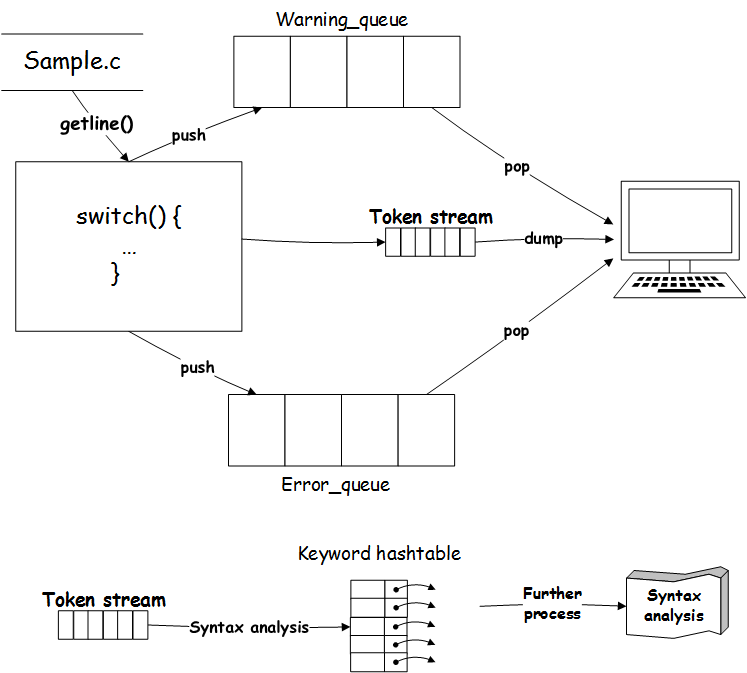 Warning_queue
Sample.c
getline()
push
pop
switch() {
...
}
Token stream
dump
pop
push
Error_queue
Keyword hashtable
Token stream
Syntax analysis
Further
process
Syntax
analysis